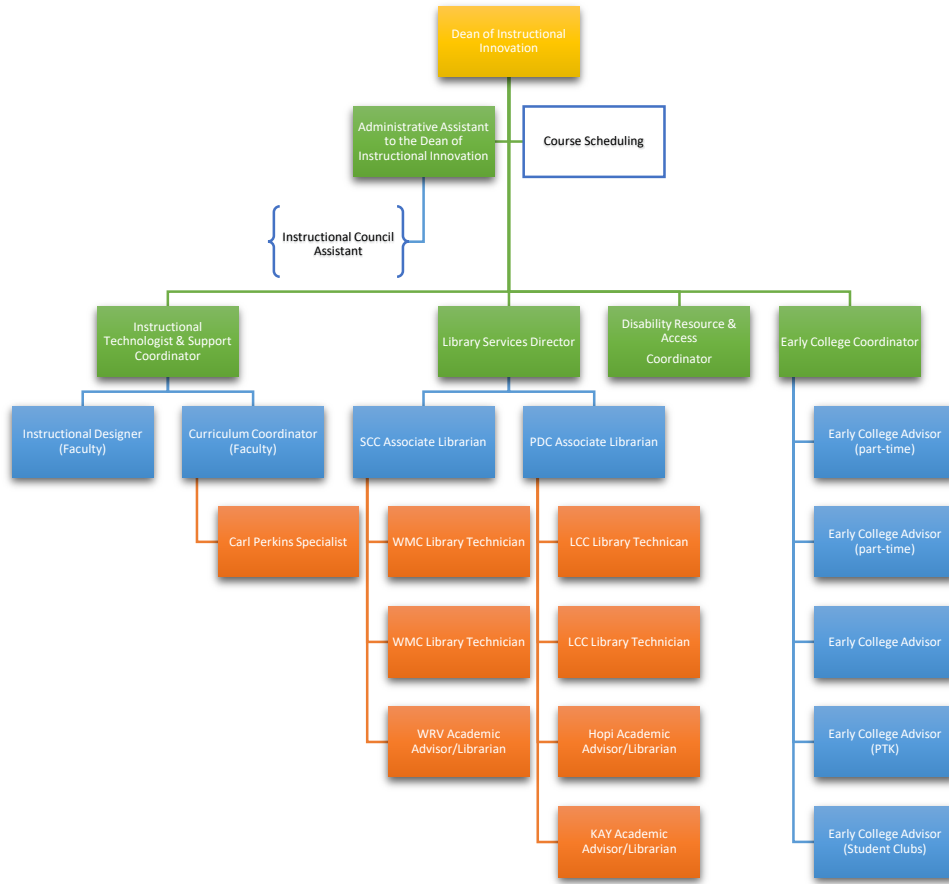 Dean of Instructional
Innovation
Administrative Assistant
to the Dean of
Instructional Innovation
Course Scheduling
Instructional Council
Assistant
Instructional
Technologist & Support
Coordinator
Library Services Director
Disability Resource &
Access
Coordinator
Early College Coordinator
Instructional Designer
(Faculty)
Curriculum Coordinator
(Faculty)
SCC Associate Librarian
PDC Associate Librarian
Early College Advisor
(part-time)
Carl Perkins Specialist
WMC Library Technician
LCC Library Technican
Early College Advisor
(part-time)
WMC Library Technician
LCC Library Technician
Early College Advisor
WRV Academic
Advisor/Librarian
Hopi Academic
Advisor/Librarian
Early College Advisor
(PTK)
KAY Academic
Advisor/Librarian
Early College Advisor
(Student Clubs)